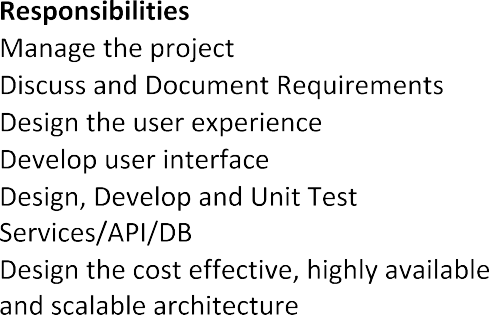 Responsibilities
Manage the project
Discuss and Document Requirements
Design the user experience
Develop user interface
Design, Develop and Unit Test
Services/API/DB
Design the cost effective, highly available
and scalable architecture